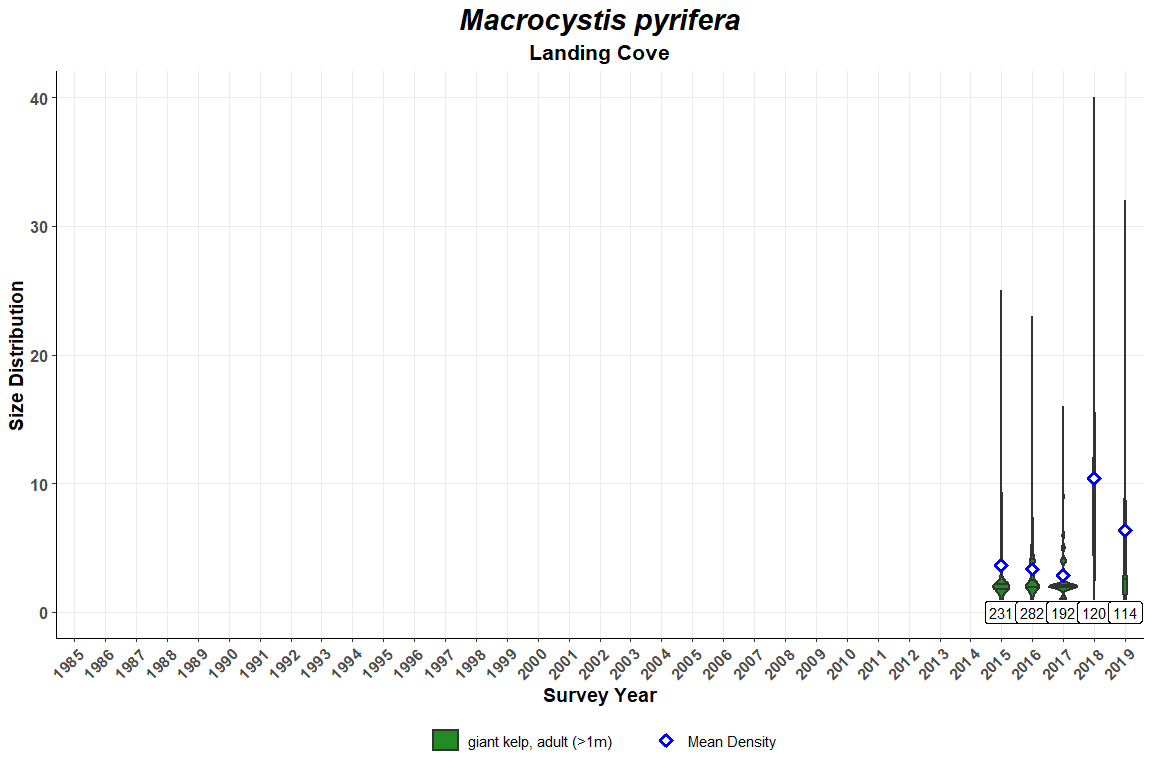 Macrocystis pyrifera
Landing Cove
Size Distribution
40
30
20
10
0
231 282 192 120 114
1985 1986 1987 1988 1989 1990 1991 1992 1993 1994 1995 1996 1997 1998 1999 2000 2001 2002 2003 2004 2005 2006 2007 2008 2009 2010 2011 2012 2013 2014 2015 2016 2017 2018 2019
Survey Year
giant kelp, adult (>1m) Mean Density